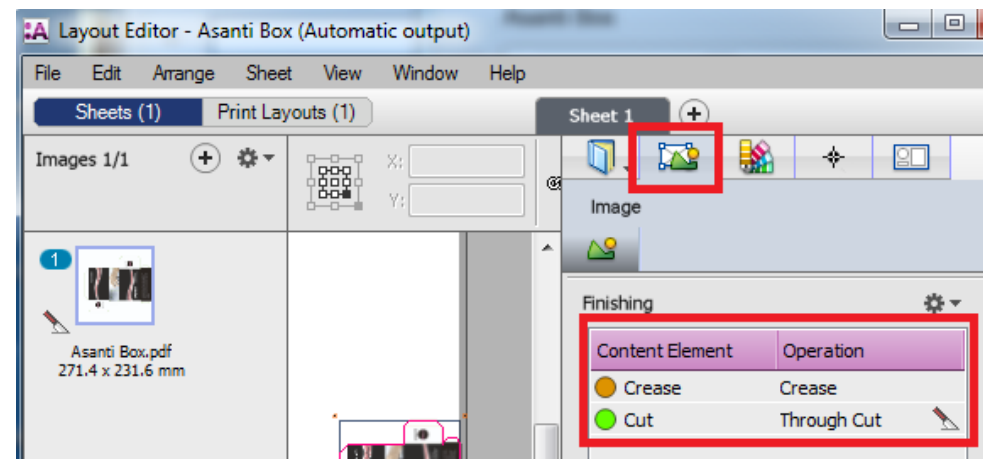 Layout Editor - Asanti Box (Automatic output)
File Edit Arrange Sheet View Window Help
Sheets (1) Print Layouts (1) Sheet 1
Images 1/1
X:
Y:
Image
1
Asanti Box.pdf
271.4 x 231.6 mm
Finishing
Content Element Operation
Crease Crease
Cut Through Cut